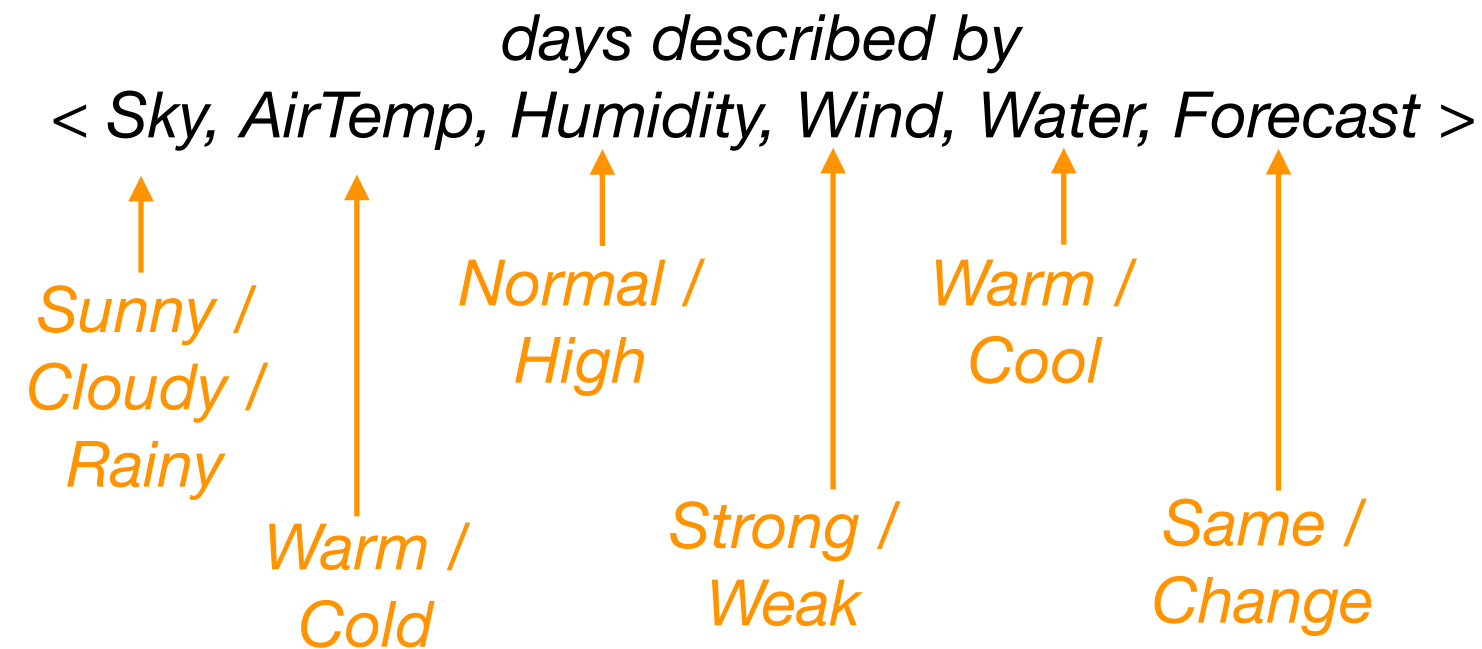 days described by
< Sky, AirTemp, Humidity, Wind, Water, Forecast >
Sunny /
Cloudy /
Rainy
Warm /
Cold
Normal /
High
Strong /
Weak
Warm /
Cool
Same /
Change